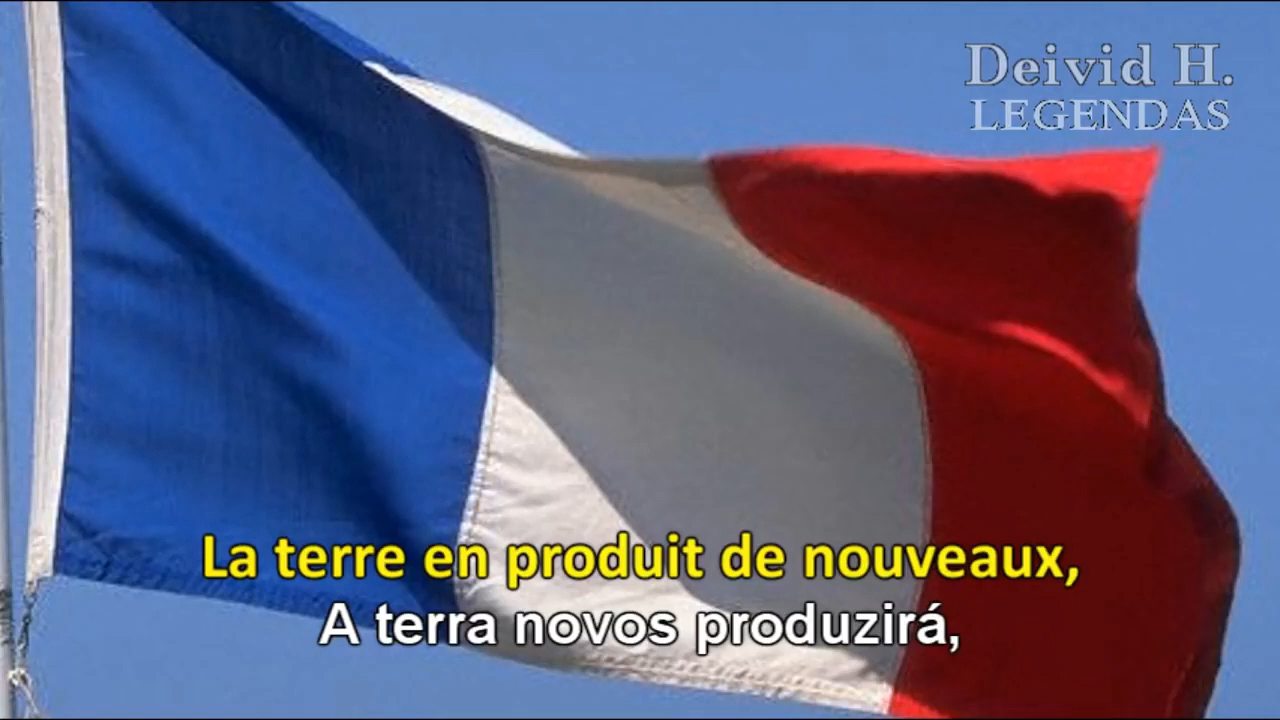 Deivid H.
LEGENDAS
La terre en produit de nouveaux,
A terra novos produzirá,